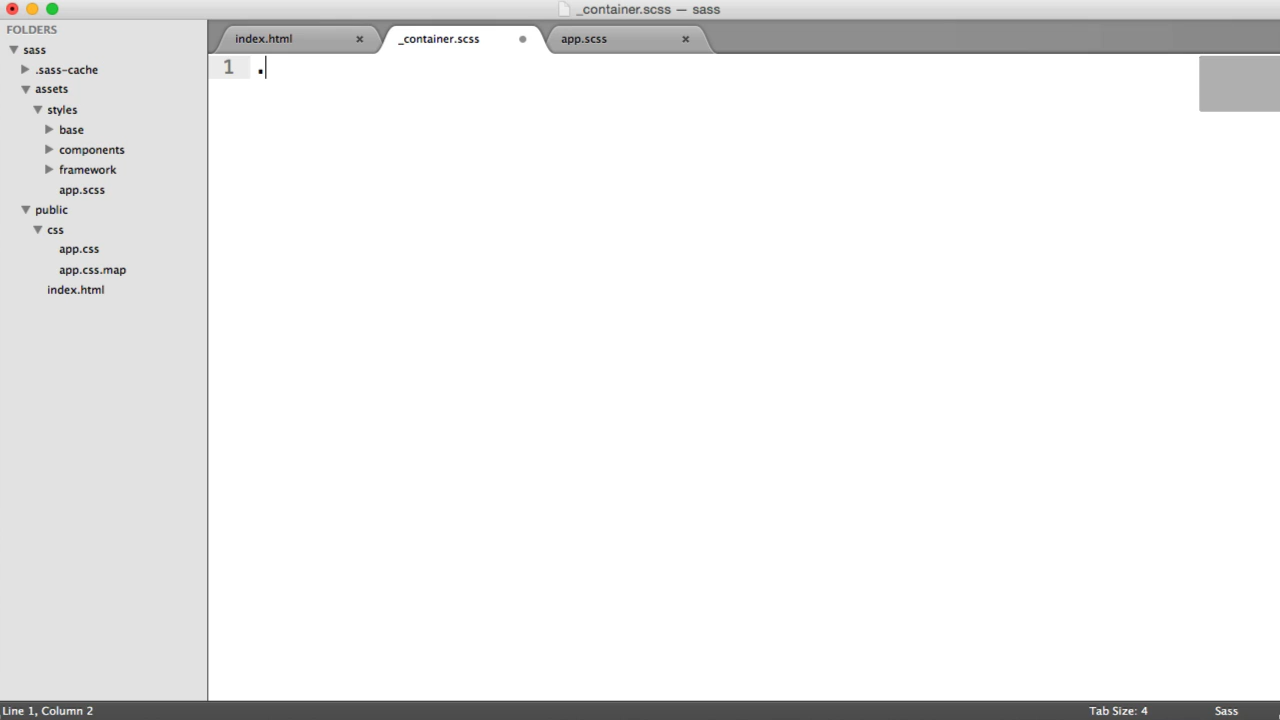 _container.scss — sass
FOLDERS
sass
.sass-cache
assets
styles
base
components
framework
app.scss
public
css
app.css
app.css.map
index.html
index.html × _container.scss app.scss ×
1 .
Line 1, Column 2 Tab Size: 4 Sass